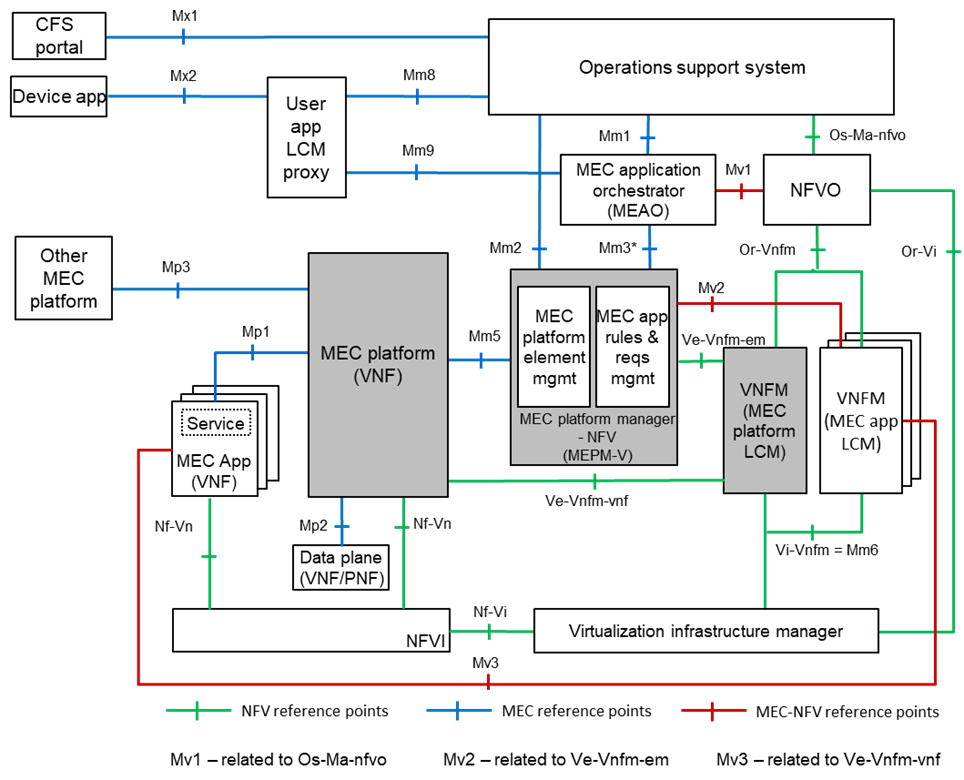 CFS
portal
Mx1
Operations support system
Device app
Mx2
User
app
LCM
proxy
Mm8
Mm9
Mm1
Os-Ma-nfvo
MEC application
orchestrator
(MEAO)
Mv1
NFVO
Other
MEC
platform
Mp3
Mm2
Mm3*
Or-Vnfm
Or-Vi
Mp1
MEC platform
(VNF)
Mm5
MEC
platform
element
mgmt
MEC app
rules &
reqs
mgmt
MEC platform manager
- NFV
(MEPM-V)
Mv2
Ve-Vnfm-em
VNFM
(MEC
platform
LCM)
VNFM
(MEC app
LCM)
Service
MEC App
(VNF)
Ve-Vnfm-vnf
Nf-Vn
Mp2
Nf-Vn
Data plane
(VNF/PNF)
Vi-Vnfm = Mm6
NFVI
Nf-Vi
Virtualization infrastructure manager
Mv3
NFV reference points
MEC reference points
MEC-NFV reference points
Mv1 – related to Os-Ma-nfvo
Mv2 – related to Ve-Vnfm-em
Mv3 – related to Ve-Vnfm-vnf